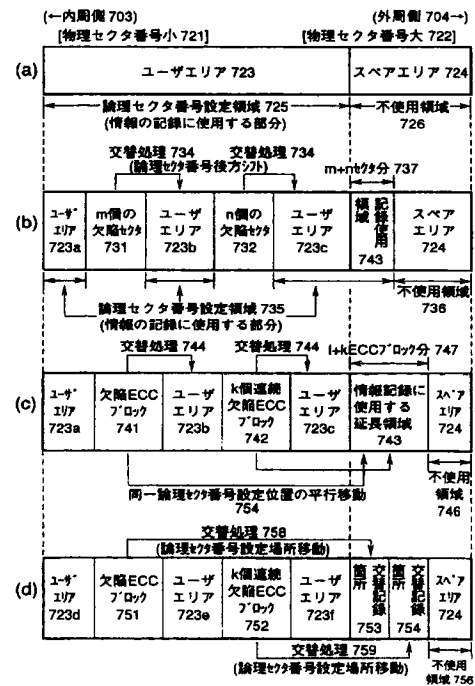 (←内周側 703)
(外周側 704→)
[物理セクタ番号小 721]
[物理セクタ番号大 722]
(a)
ユーザエリア 723
スペアエリア 724
論理セクタ番号設定領域 725
(情報の記録に使用する部分)
不使用領域
726
交替処理 734
交替処理 734
(論理セクタ番号後方シフト)
m+nセクタ分 737
(b)
ユーザ
エリア
723a
m個の
欠陥セクタ
731
ユーザ
エリア
723b
n個の
欠陥セクタ
732
ユーザ
エリア
723c
記録使用
領域
743
スペア
エリア
724
論理セクタ番号設定領域 735
(情報の記録に使用する部分)
不使用領域
736
交替処理 744
交替処理 744
l+kECCブロック分 747
(c)
ユーザ
エリア
723a
欠陥ECC
ブロック
741
ユーザ
エリア
723b
k個連続
欠陥ECC
ブロック
742
ユーザ
エリア
723c
情報記録に
使用する
延長領域
743
スペア
エリア
724
同一論理セクタ番号設定位置の平行移動
754
不使用
領域
746
交替処理 758
(論理セクタ番号設定場所移動)
(d)
ユーザ
エリア
723d
欠陥ECC
ブロック
751
ユーザ
エリア
723e
k個連続
欠陥ECC
ブロック
752
ユーザ
エリア
723f
交替記録
箇所
753
交替記録
箇所
754
スペア
エリア
724
交替処理 759
(論理セクタ番号設定場所移動)
不使用
領域 756